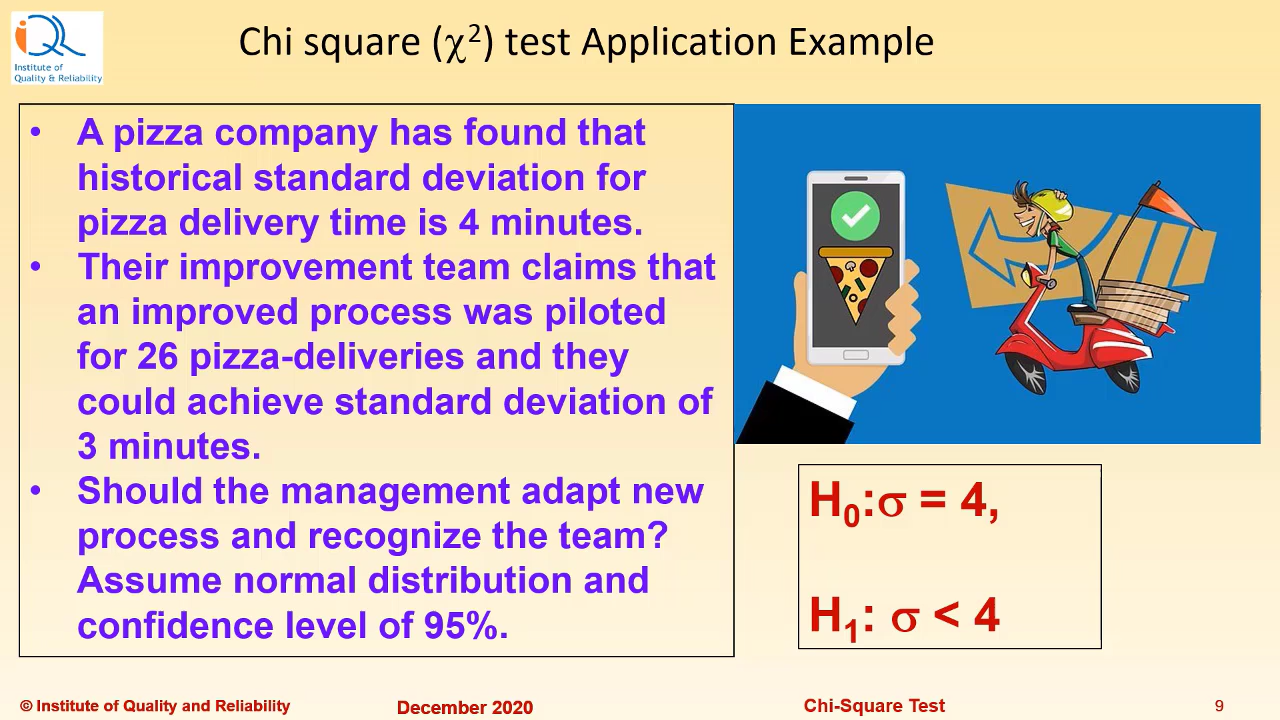 iQR
Institute of
Quality & Reliability
Chi square (χ²) test Application Example
• A pizza company has found that
historical standard deviation for
pizza delivery time is 4 minutes.
• Their improvement team claims that
an improved process was piloted
for 26 pizza-deliveries and they
could achieve standard deviation of
3 minutes.
• Should the management adapt new
process and recognize the team?
Assume normal distribution and
confidence level of 95%.
H₀:σ = 4,
H₁: σ < 4
© Institute of Quality and Reliability
December 2020
Chi-Square Test
9